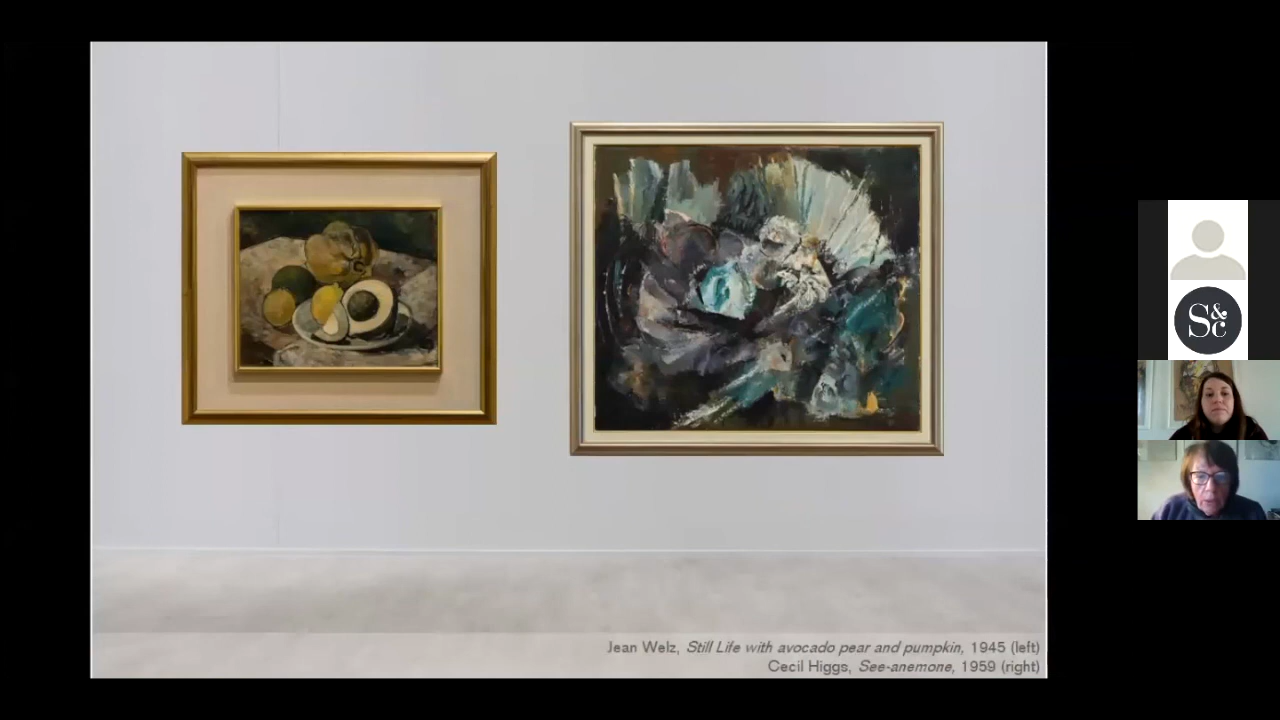 Jean Welz, Still Life with avocado pear and pumpkin, 1945 (left)
Cecil Higgs, See-anemone, 1959 (right)
S&c